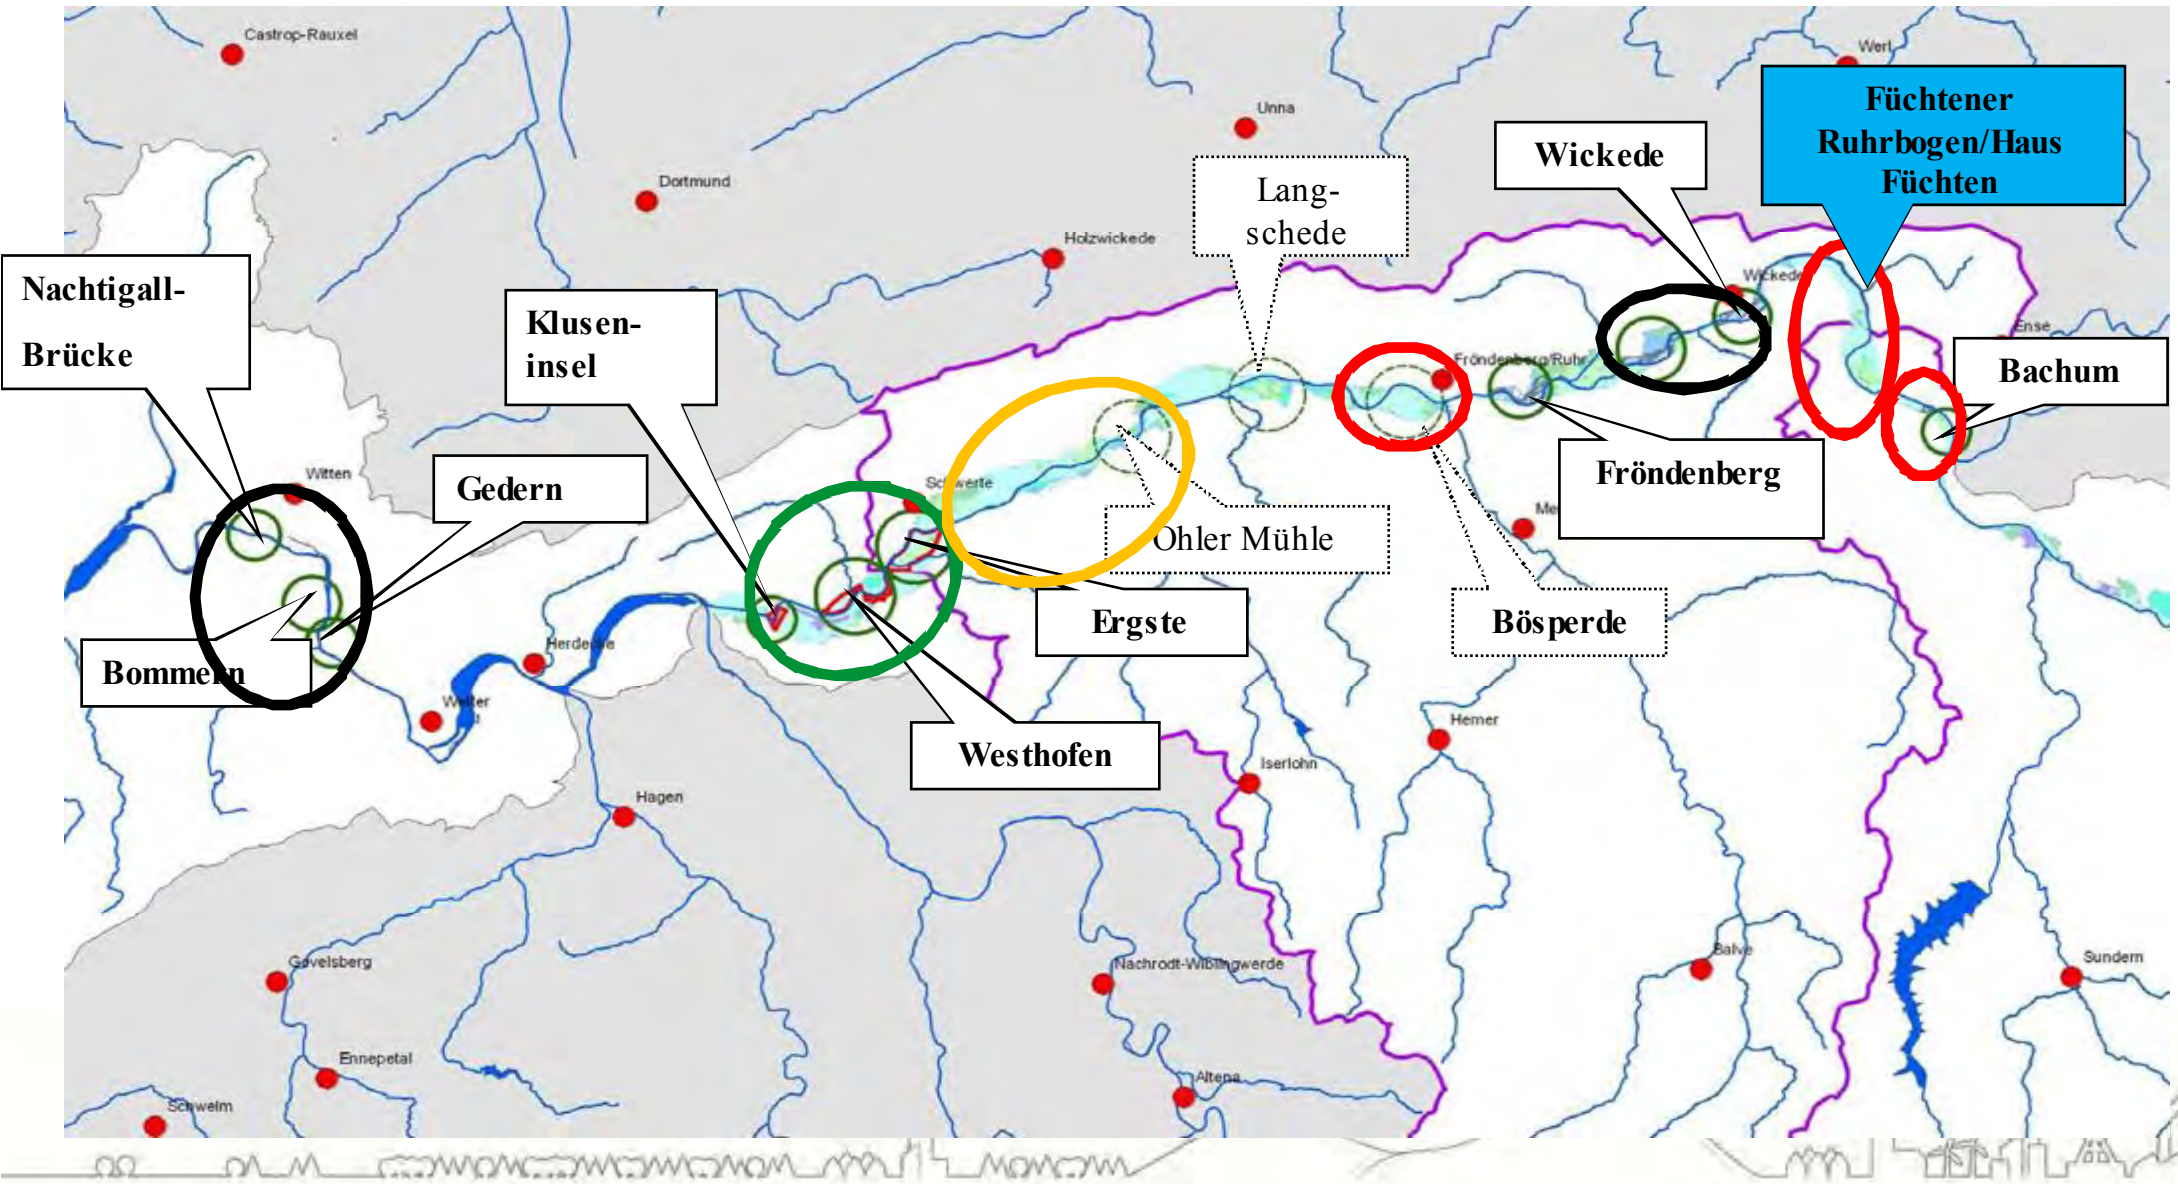 Castrop-Rauxel
Werl
Füchtener
Ruhrbogen/Haus
Füchten
Unna
Wickede
Dortmund
Lang-
schede
Holzwickede
Nachtigall-
Brücke
Wickede
Klusen-
insel
Ense
Fröndenberg/Ruhr
Bachum
Witten
Gedern
Schwerte
Fröndenberg
Ohler Mühle
Ergste
Bösperde
Herdecke
Bommern
Westhofen
Hemer
Iserlohn
Hagen
Gevelsberg
Nachrodt-Wiblingwerde
Balve
Sundern
Ennepetal
Altena
Schwelm